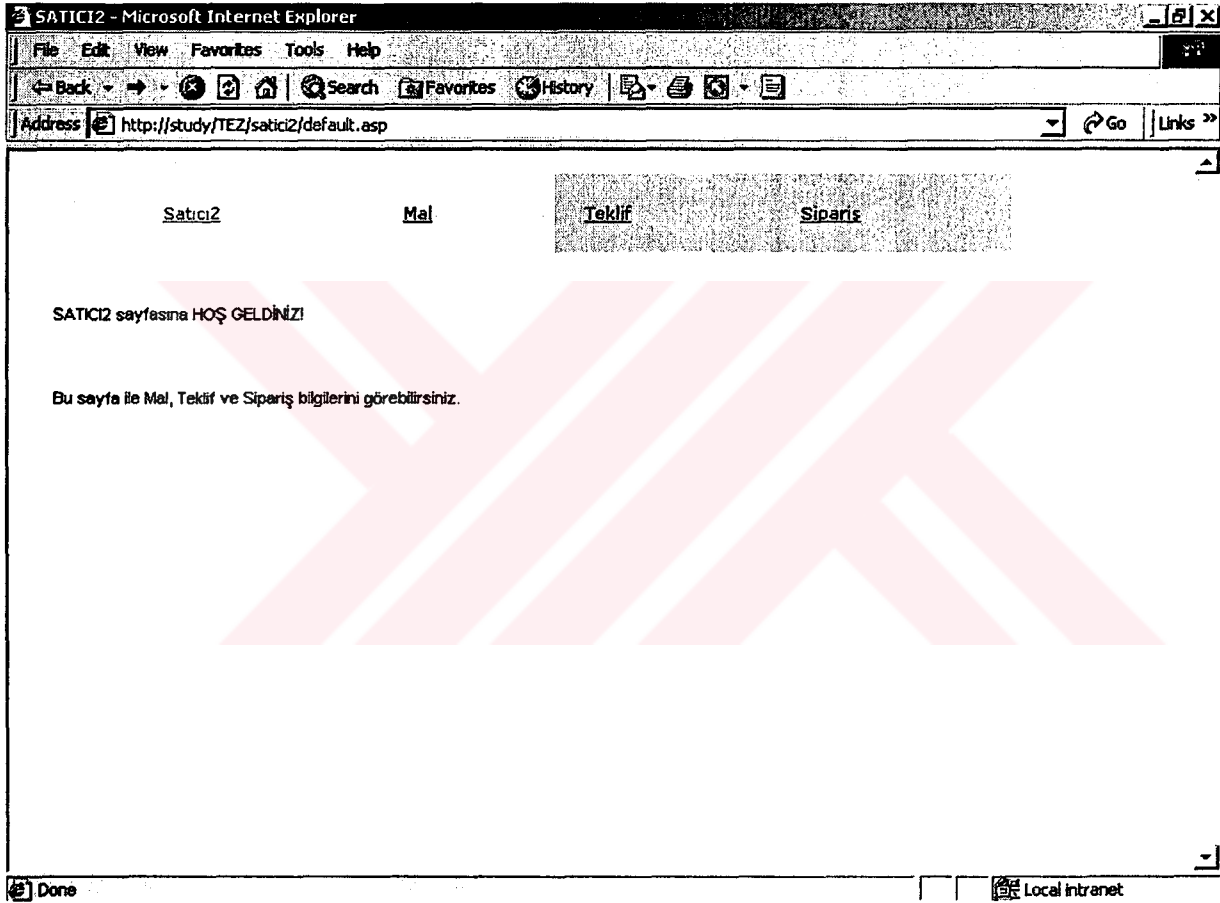 SATICI2 - Microsoft Internet Explorer
File Edit View Favorites Tools Help
Back Search Favorites History
Address http://study/TEZ/satici2/default.asp Go Links »
Satıcı2 Mal Teklif Siparis
SATICI2 sayfasına HOŞ GELDİNİZ!
Bu sayfa ile Mal, Teklif ve Sipariş bilgilerini görebilirsiniz.
Done Local intranet